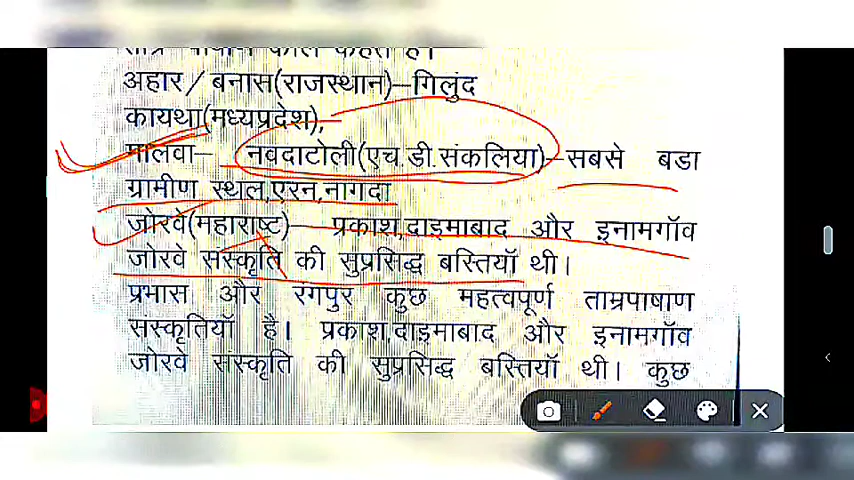 ताम्र पाषाण काल कहते है।
अहार/ बनास(राजस्थान)–गिलुंद
कायथा(मध्यप्रदेश),
मालवा– नवदाटोली(एच.डी.संकलिया)–सबसे बडा
ग्रामीण स्थल,एरन,नागदा
जोरवे(महाराष्ट)– प्रकाश,दाइमाबाद और इनामगॉव
जोरवे संस्कृति की सुप्रसिद्ध बस्तियॉ थी।
प्रभास और रंगपुर कुछ महत्वपूर्ण ताम्रपाषाण
संस्कृतियॉ है। प्रकाश,दाइमाबाद और इनामगॉव
जोरवे संस्कृति की सुप्रसिद्ध बस्तियॉ थी। कुछ